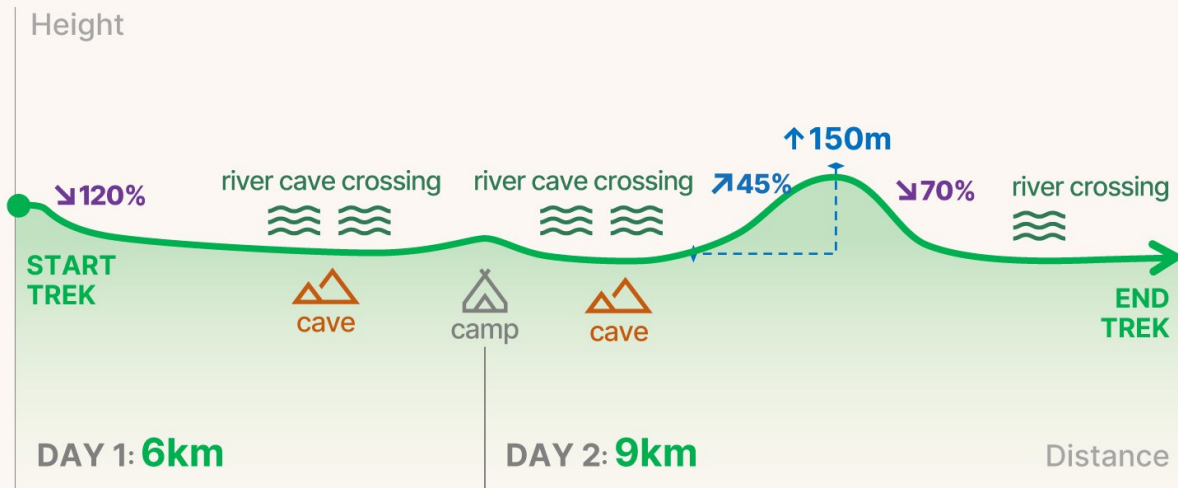 Height
↑150m
↘120%
river cave crossing
river cave crossing
↗45%
↘70%
river crossing
START
TREK
cave
camp
cave
END
TREK
DAY 1: 6km
DAY 2: 9km
Distance